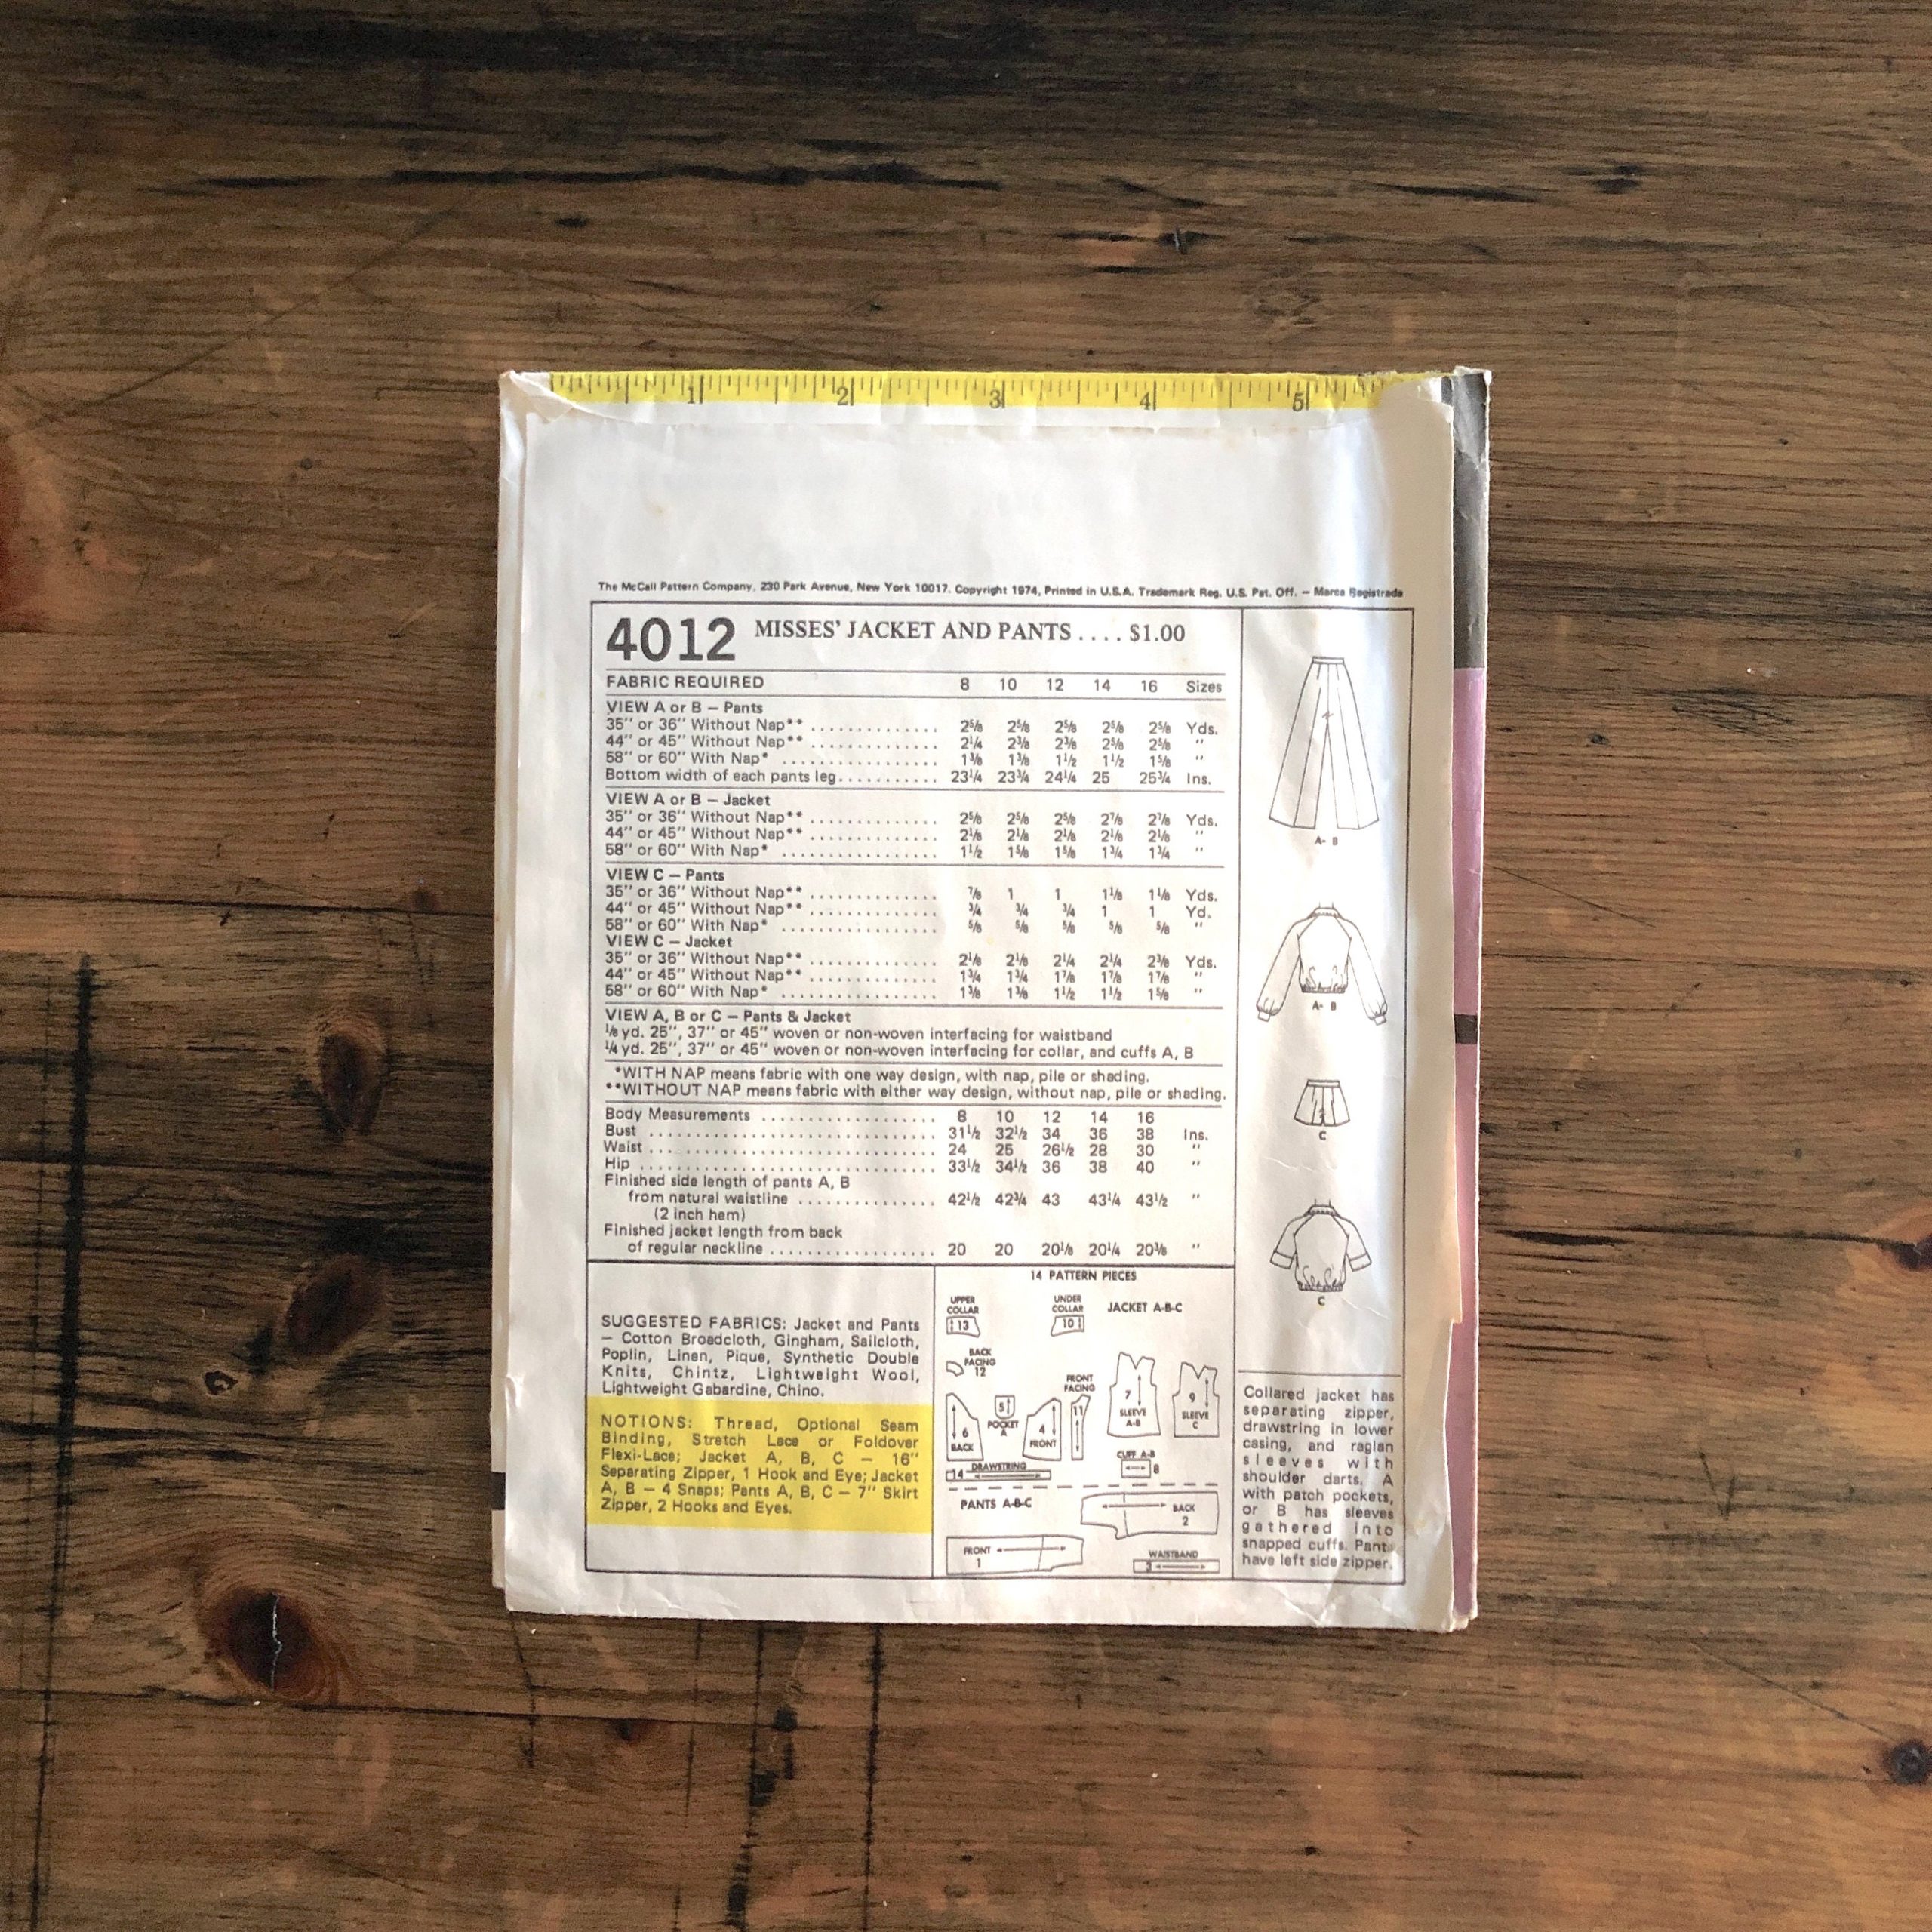 1 2 3 4 5
The McCall Pattern Company, 230 Park Avenue, New York 10017. Copyright 1974, Printed in U.S.A. Trademark Reg. U.S. Pat. Off. – Marca Registrada
4012 MISSES' JACKET AND PANTS .... $1.00
FABRIC REQUIRED 8 10 12 14 16 Sizes
VIEW A or B – Pants
35" or 36" Without Nap** .............. 2⅝ 2⅝ 2⅝ 2⅝ 2⅝ Yds.
44" or 45" Without Nap** .............. 2¼ 2⅜ 2⅜ 2⅝ 2⅝ "
58" or 60" With Nap* ................. 1⅜ 1⅜ 1½ 1½ 1⅝ "
Bottom width of each pants leg........... 23¼ 23¾ 24¼ 25 25¾ Ins.
VIEW A or B – Jacket
35" or 36" Without Nap** .............. 2⅝ 2⅝ 2⅝ 2⅞ 2⅞ Yds.
44" or 45" Without Nap** .............. 2⅛ 2⅛ 2⅛ 2⅛ 2⅛ "
58" or 60" With Nap* ................. 1½ 1⅝ 1⅝ 1¾ 1¾ "
VIEW C – Pants
35" or 36" Without Nap** .............. ⅞ 1 1 1⅛ 1⅛ Yds.
44" or 45" Without Nap** .............. ¾ ¾ ¾ 1 1 Yd.
58" or 60" With Nap* ................. ⅝ ⅝ ⅝ ⅝ ⅝ "
VIEW C – Jacket
35" or 36" Without Nap** .............. 2⅛ 2⅛ 2¼ 2¼ 2⅜ Yds.
44" or 45" Without Nap** .............. 1¾ 1¾ 1⅞ 1⅞ 1⅞ "
58" or 60" With Nap* ................. 1⅜ 1⅜ 1½ 1½ 1⅝ "
VIEW A, B or C – Pants & Jacket
⅛ yd. 25", 37" or 45" woven or non-woven interfacing for waistband
¼ yd. 25", 37" or 45" woven or non-woven interfacing for collar, and cuffs A, B
*WITH NAP means fabric with one way design, with nap, pile or shading.
**WITHOUT NAP means fabric with either way design, without nap, pile or shading.
Body Measurements ................... 8 10 12 14 16
Bust ............................... 31½ 32½ 34 36 38 Ins.
Waist .............................. 24 25 26½ 28 30 "
Hip ................................ 33½ 34½ 36 38 40 "
Finished side length of pants A, B
from natural waistline ............... 42½ 42¾ 43 43¼ 43½ "
(2 inch hem)
Finished jacket length from back
of regular neckline .................. 20 20 20⅛ 20¼ 20⅜ "
SUGGESTED FABRICS: Jacket and Pants
– Cotton Broadcloth, Gingham, Sailcloth,
Poplin, Linen, Pique, Synthetic Double
Knits, Chintz, Lightweight Wool,
Lightweight Gabardine, Chino.
NOTIONS: Thread, Optional Seam
Binding, Stretch Lace or Foldover
Flexi-Lace; Jacket A, B, C – 16"
Separating Zipper, 1 Hook and Eye; Jacket
A, B – 4 Snaps; Pants A, B, C – 7" Skirt
Zipper, 2 Hooks and Eyes.
14 PATTERN PIECES
UPPER
COLLAR
13
UNDER
COLLAR
10
JACKET A-B-C
BACK
FACING
12
FRONT
FACING
11
6
BACK
5
POCKET
A
4
FRONT
7
SLEEVE
A-B
9
SLEEVE
C
DRAWSTRING
14
CUFF A-B
8
PANTS A-B-C
BACK
2
FRONT
1
WAISTBAND
3
A- B
A- B
C
C
Collared jacket has
separating zipper,
drawstring in lower
casing, and raglan
sleeves with
shoulder darts. A
with patch pockets,
or B has sleeves
gathered into
snapped cuffs. Pants
have left side zipper.